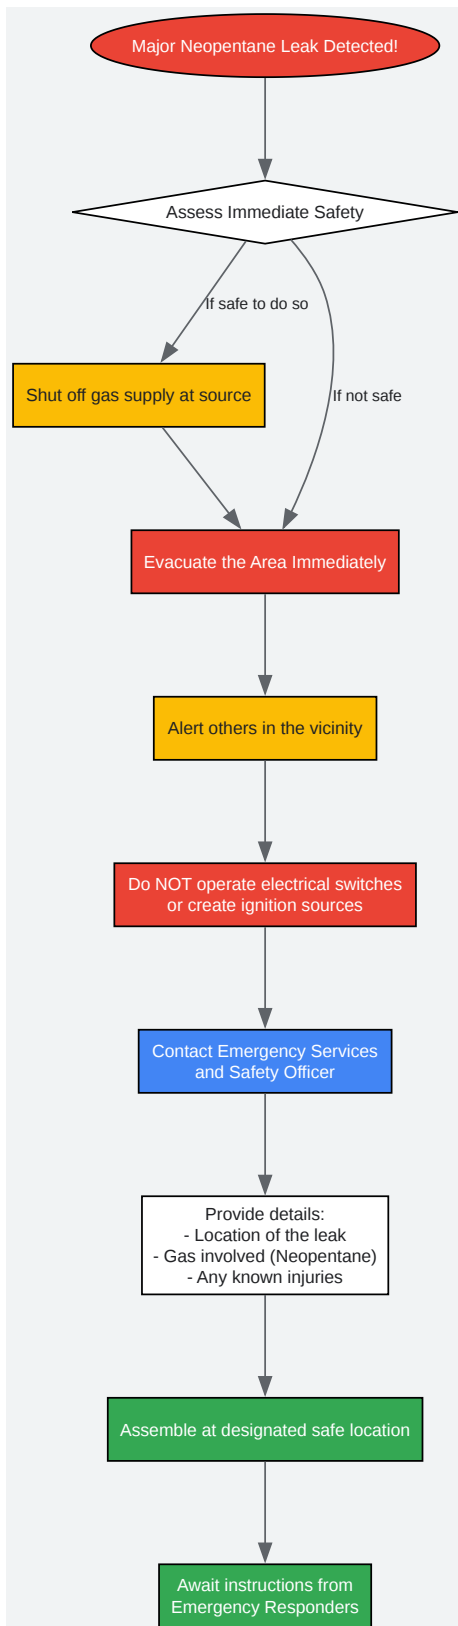 Major Neopentane Leak Detected!
Assess Immediate Safety
If safe to do so
Shut off gas supply at source
If not safe
Evacuate the Area Immediately
Alert others in the vicinity
Do NOT operate electrical switches
or create ignition sources
Contact Emergency Services
and Safety Officer
Provide details:
- Location of the leak
- Gas involved (Neopentane)
- Any known injuries
Assemble at designated safe location
Await instructions from
Emergency Responders